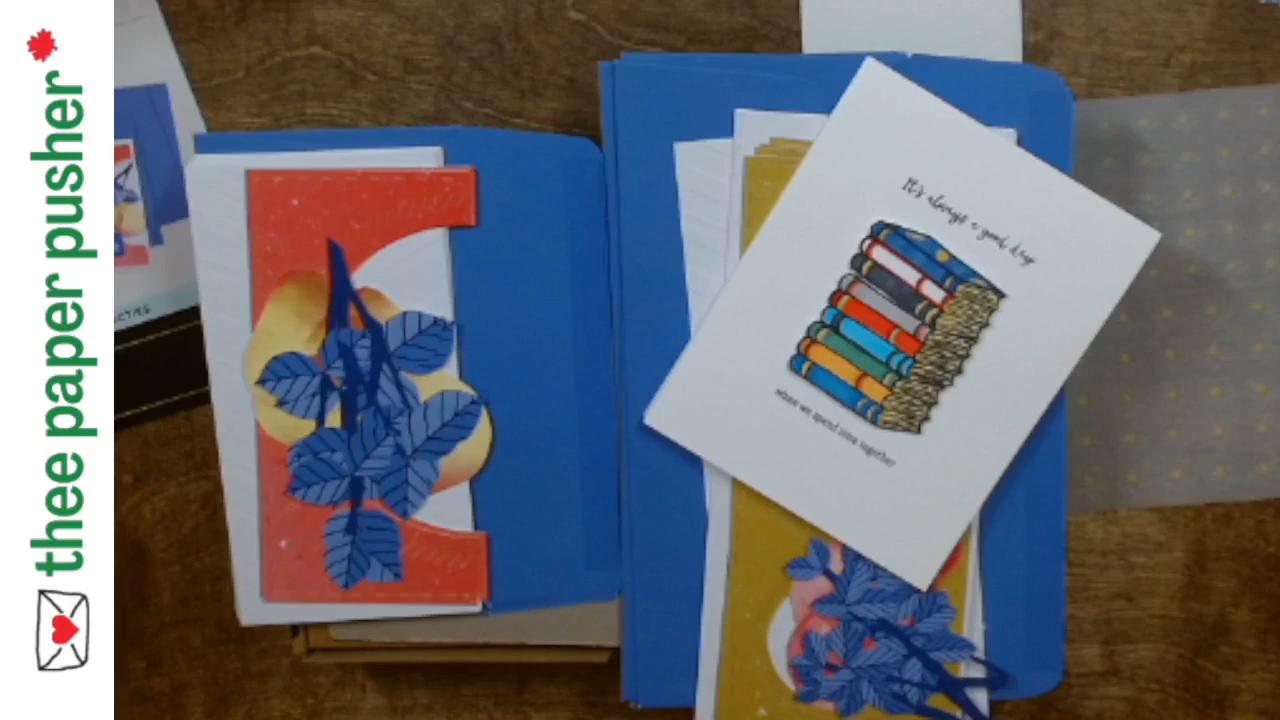 thee paper pusher
It's always a good day
when we spend time together